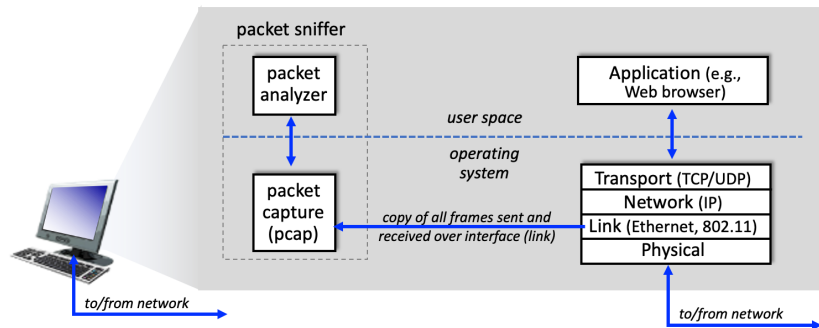 packet sniffer
packet
analyzer
Application (e.g.,
Web browser)
user space
operating
system
packet
capture
(pcap)
copy of all frames sent and
received over interface (link)
Transport (TCP/UDP)
Network (IP)
Link (Ethernet, 802.11)
Physical
to/from network
to/from network